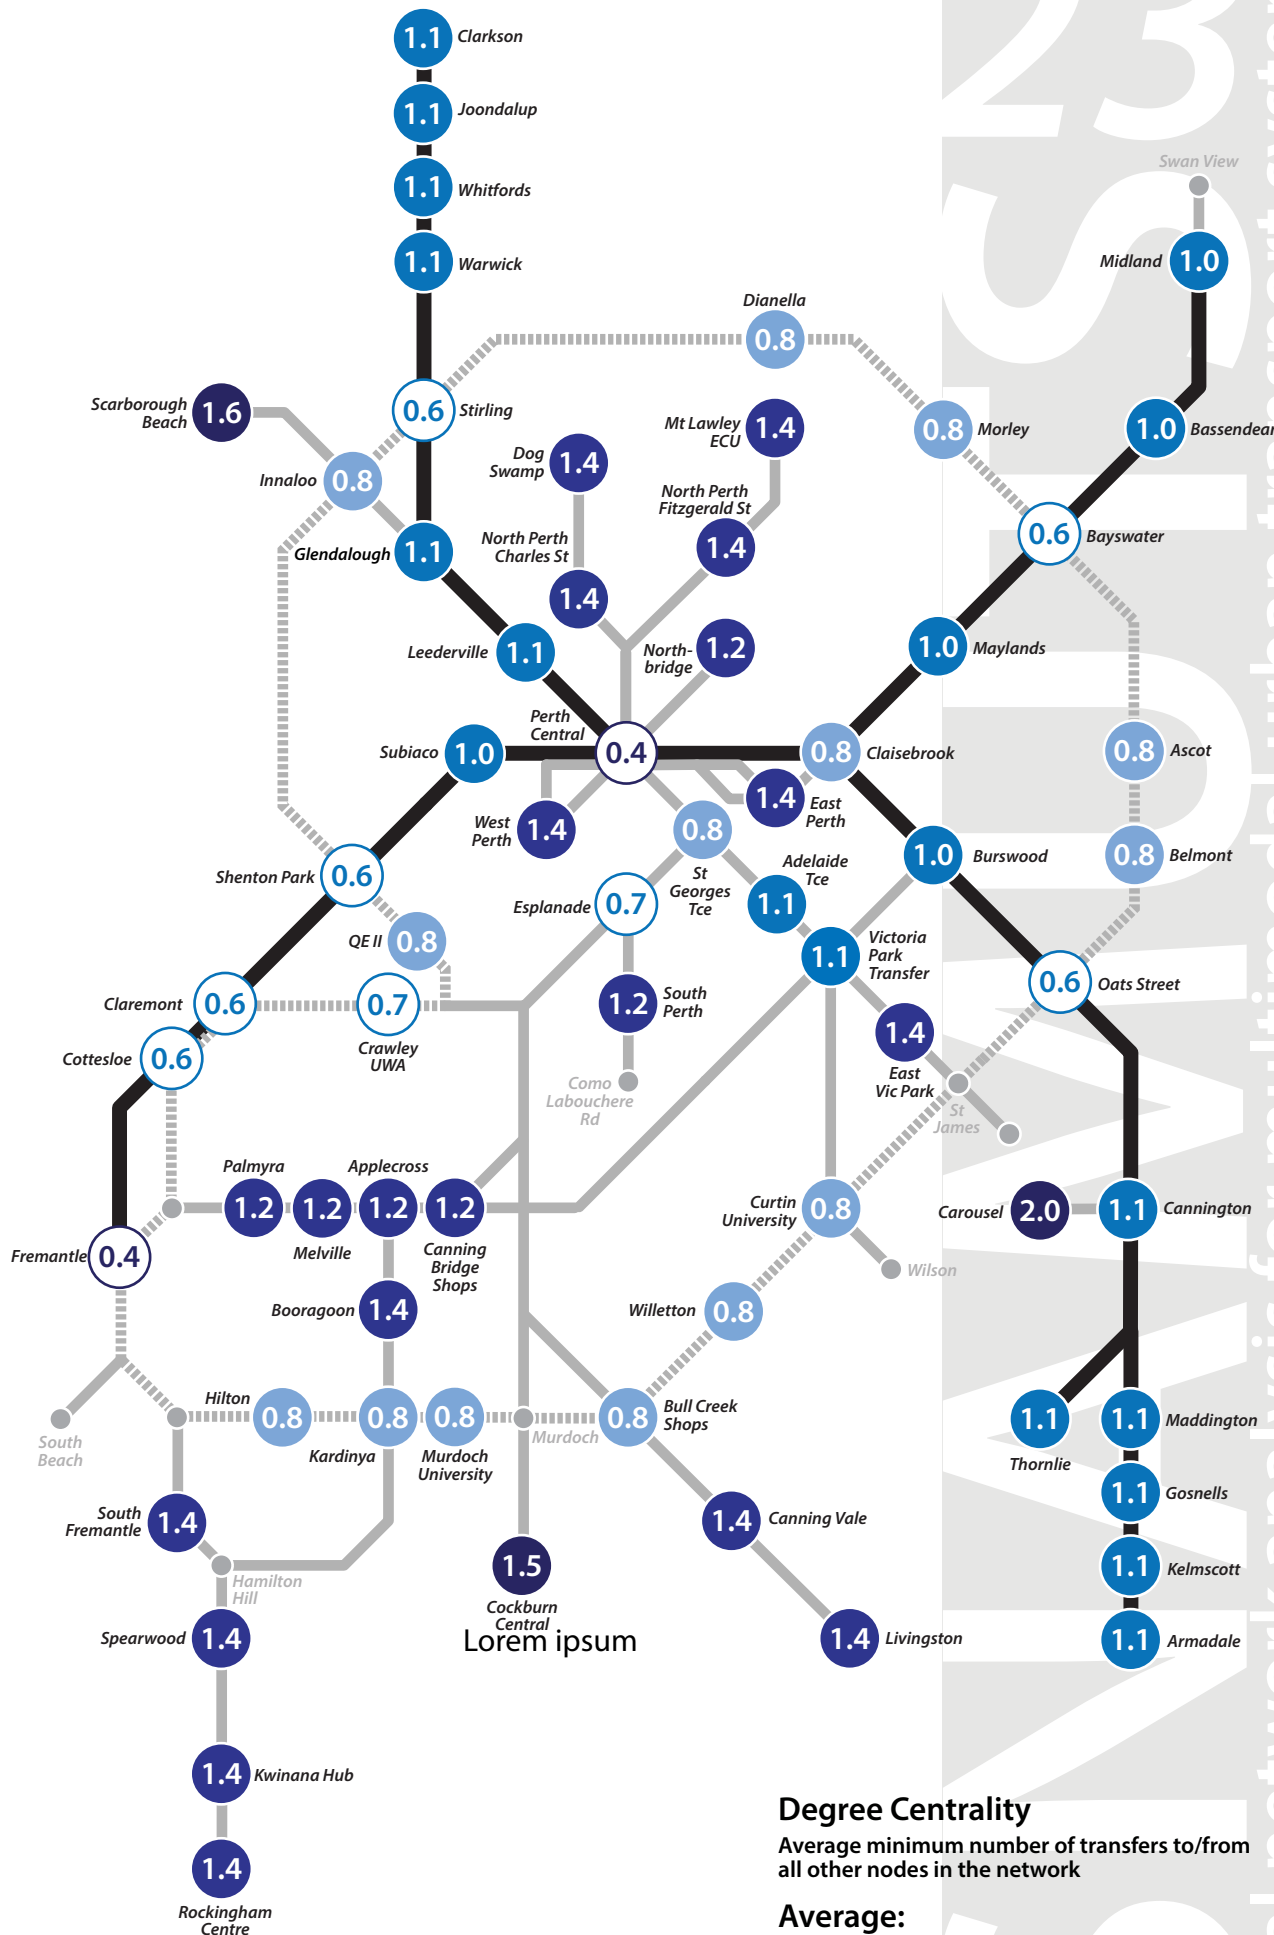 1.1 Clarkson
1.1 Joondalup
1.1 Whitfords
1.1 Warwick
23
Swan View
Midland 1.0
Dianella
0.8
Scarborough
Beach
1.6
0.6 Stirling
Mt Lawley
ECU
1.4
0.8 Morley
1.0 Bassendean
Dog
Swamp
1.4
Innaloo 0.8
North Perth
Fitzgerald St
1.4
0.6 Bayswater
Glendalough 1.1
North Perth
Charles St
1.4
Leederville 1.1
North-
bridge
1.2
1.0 Maylands
Perth
Central
0.4
Subiaco 1.0
0.8 Claisebrook
0.8 Ascot
West
Perth
1.4
1.4
East
Perth
0.8
St
Georges
Tce
Adelaide
Tce
1.1
1.0 Burswood
0.8 Belmont
Shenton Park 0.6
Esplanade 0.7
QE II 0.8
1.1
Victoria
Park
Transfer
0.6 Oats Street
Claremont 0.6
0.7
Crawley
UWA
1.2
South
Perth
1.4
East
Vic Park
Cottesloe 0.6
Como
Labouchere
Rd
St
James
Palmyra
1.2
1.2
Melville
Applecross
1.2
1.2
Canning
Bridge
Shops
Curtin
University
0.8
Carousel 2.0
1.1 Cannington
Fremantle 0.4
Wilson
Booragoon 1.4
Willetton 0.8
Hilton
0.8
0.8
Kardinya
0.8
Murdoch
University
Murdoch
0.8
Bull Creek
Shops
1.1
Thornlie
1.1 Maddington
South
Beach
1.1 Gosnells
South
Fremantle
1.4
1.4 Canning Vale
Hamilton
Hill
1.5
Cockburn
Central
1.1 Kelmscott
Spearwood 1.4
Lorem ipsum
1.4 Livingston
1.1 Armadale
1.4 Kwinana Hub
1.4
Rockingham
Centre
Degree Centrality
Average minimum number of transfers to/from
all other nodes in the network
Average: